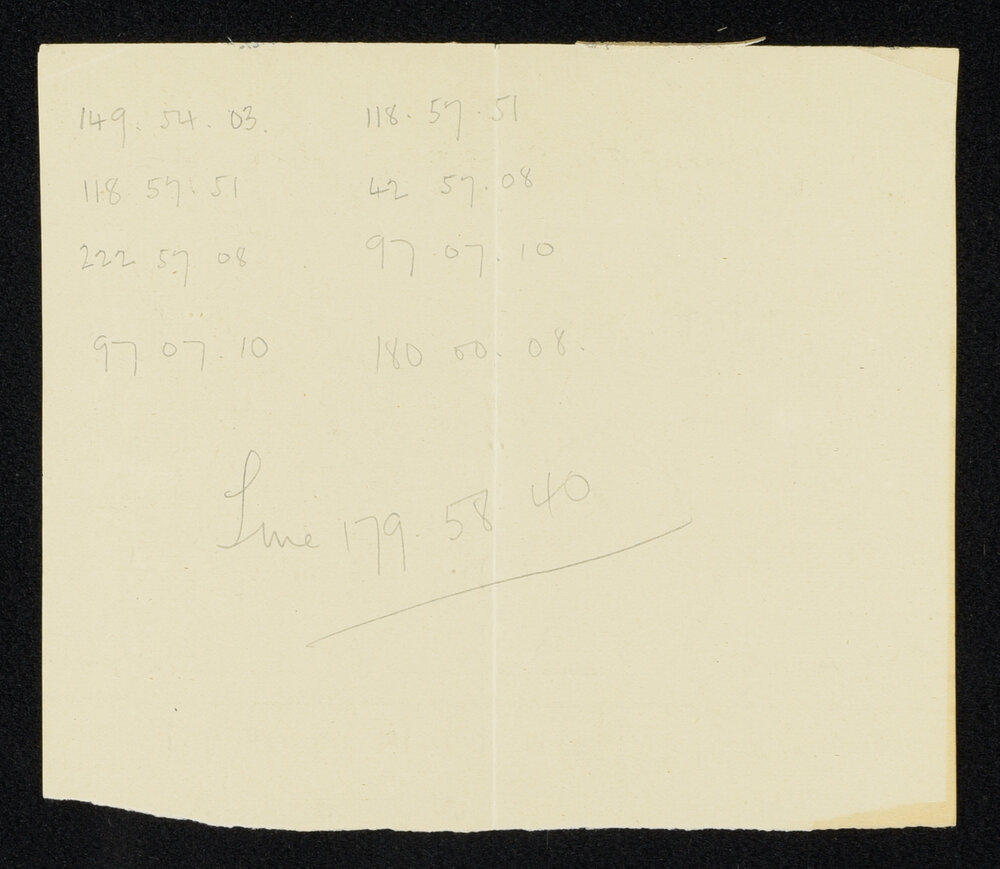 149. 54. 03. 118. 57. 51
118 57. 51 42 57. 08
222 57 08 97. 07. 10
97 07. 10 180 00. 08.
Line 179. 58 40